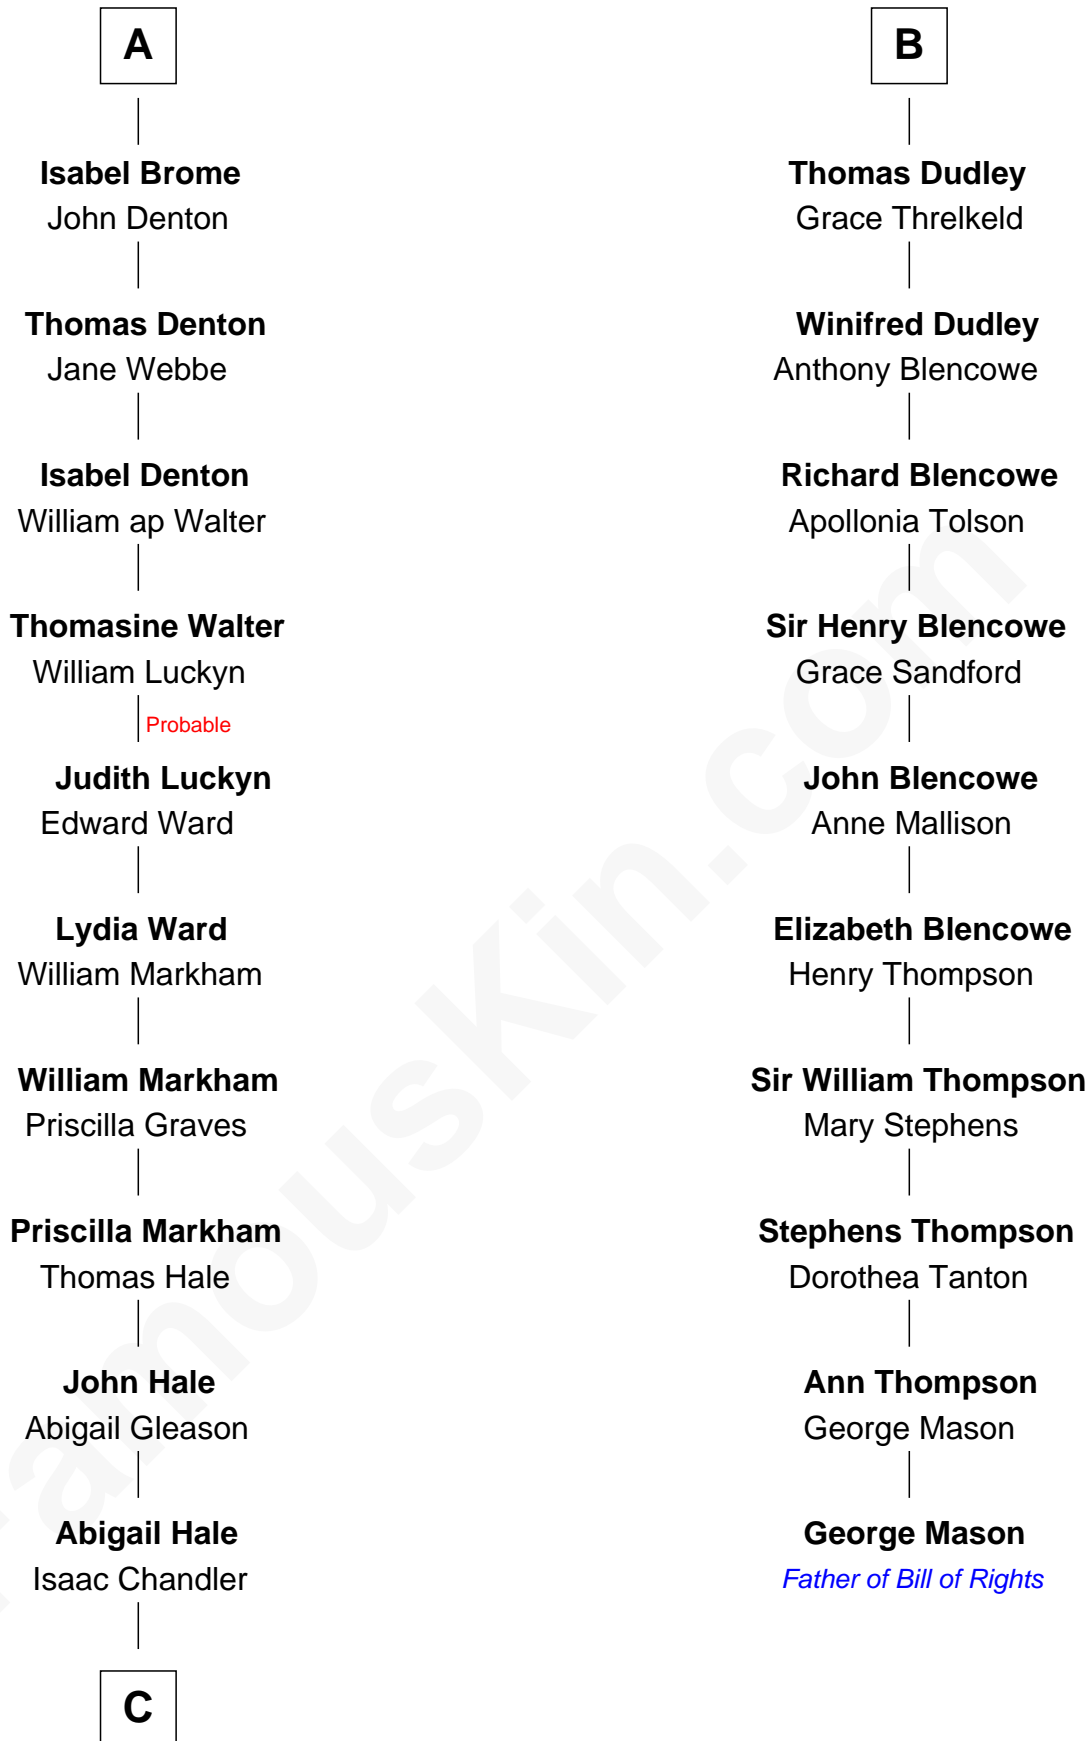 A
Isabel Brome
John Denton
Thomas Denton
Jane Webbe
Isabel Denton
William ap Walter
Thomasine Walter
William Luckyn
Probable
Judith Luckyn
Edward Ward
Lydia Ward
William Markham
William Markham
Priscilla Graves
Priscilla Markham
Thomas Hale
John Hale
Abigail Gleason
Abigail Hale
Isaac Chandler
C
B
Thomas Dudley
Grace Threlkeld
Winifred Dudley
Anthony Blencowe
Richard Blencowe
Apollonia Tolson
Sir Henry Blencowe
Grace Sandford
John Blencowe
Anne Mallison
Elizabeth Blencowe
Henry Thompson
Sir William Thompson
Mary Stephens
Stephens Thompson
Dorothea Tanton
Ann Thompson
George Mason
George Mason
Father of Bill of Rights
FamousKin.com